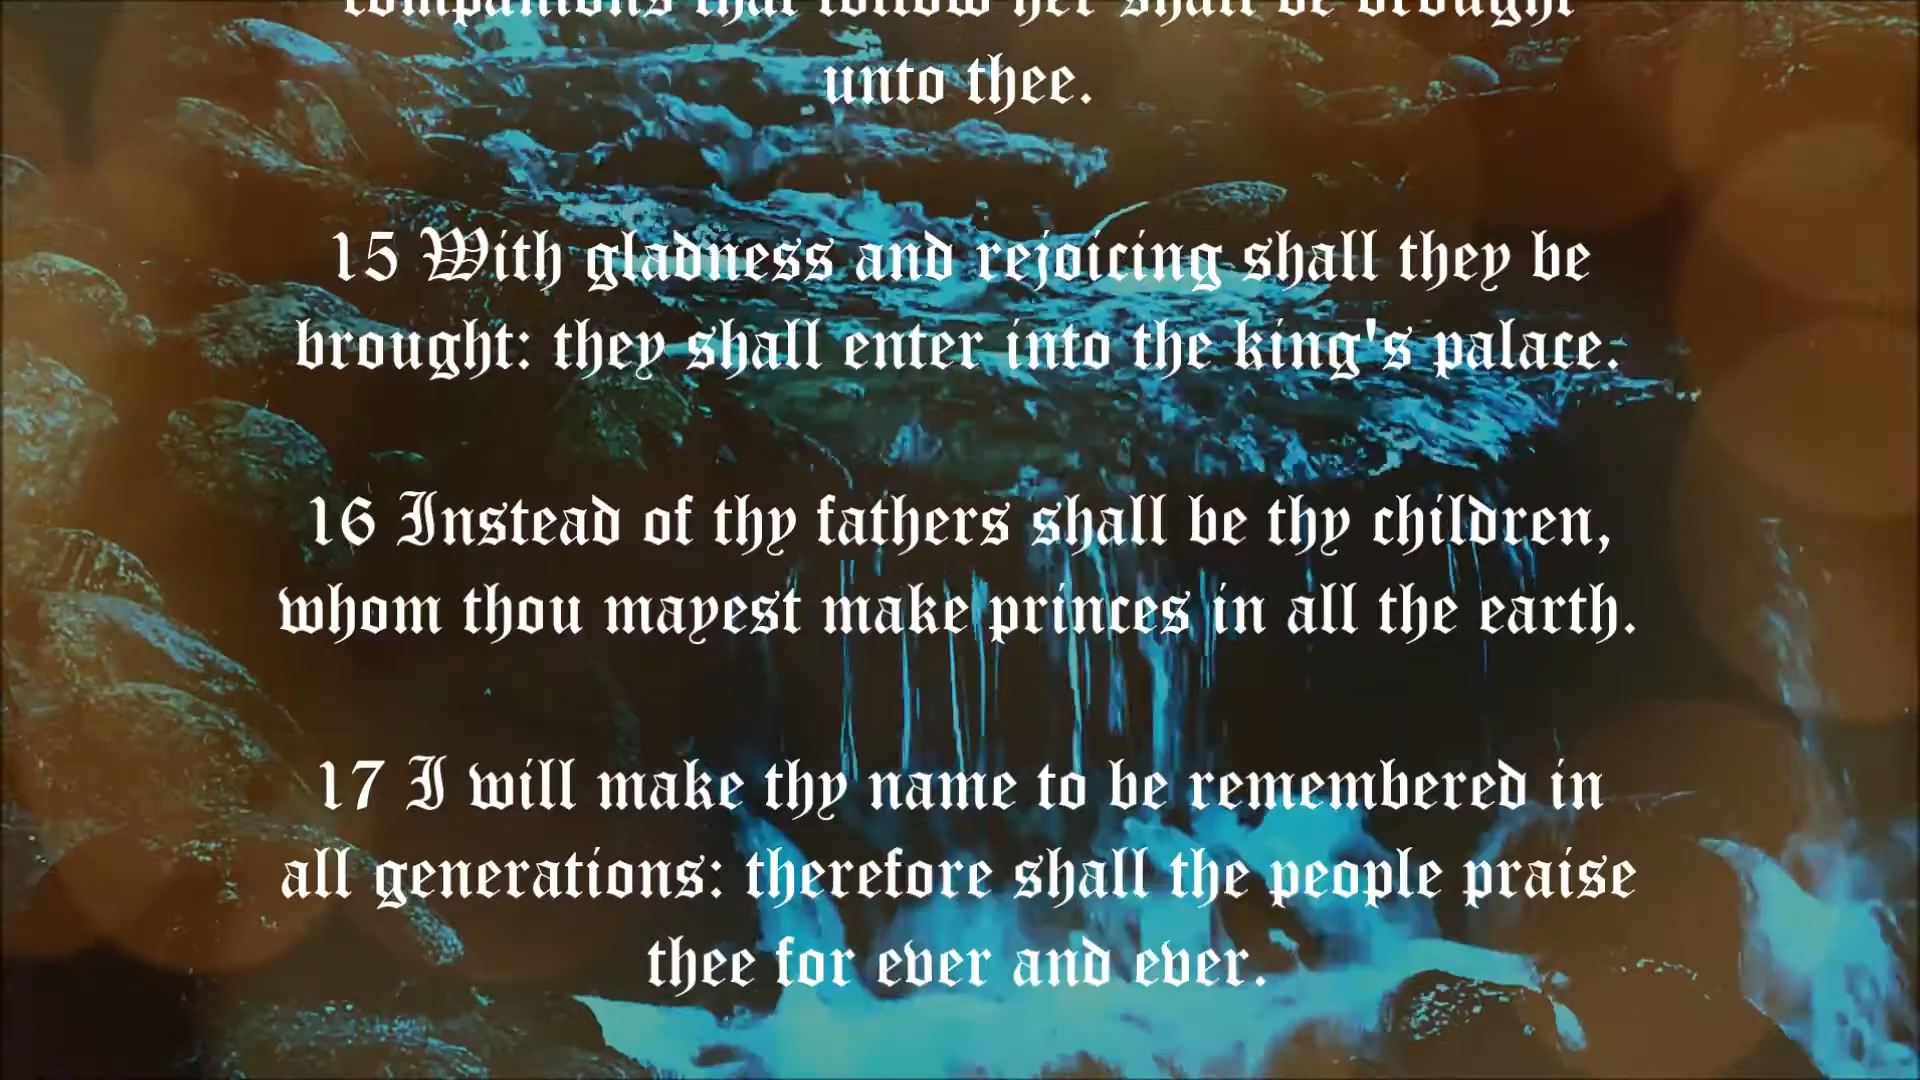 companions that follow her shall be brought
unto thee.
15 With gladness and rejoicing shall they be
brought: they shall enter into the king's palace.
16 Instead of thy fathers shall be thy children,
whom thou mayest make princes in all the earth.
17 I will make thy name to be remembered in
all generations: therefore shall the people praise
thee for ever and ever.